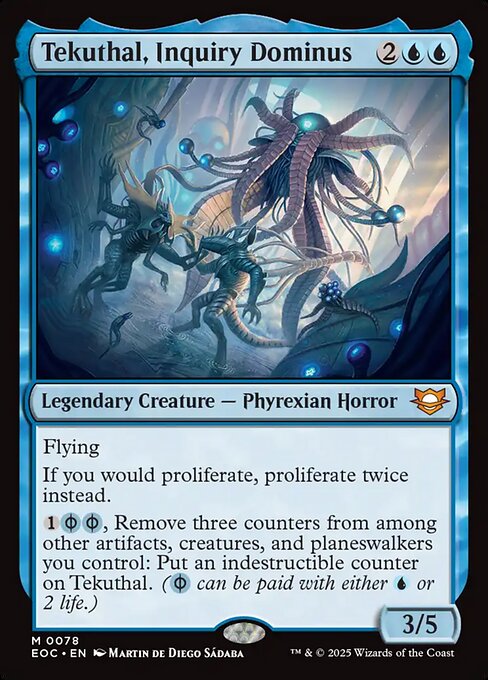 Tekuthal, Inquiry Dominus 2
Legendary Creature — Phyrexian Horror
Flying
If you would proliferate, proliferate twice
instead.
1, Remove three counters from among
other artifacts, creatures, and planeswalkers
you control: Put an indestructible counter
on Tekuthal. ( can be paid with either or
2 life.)
3/5
M 0078
EOC • EN Martin de Diego Sádaba
™ & © 2025 Wizards of the Coast